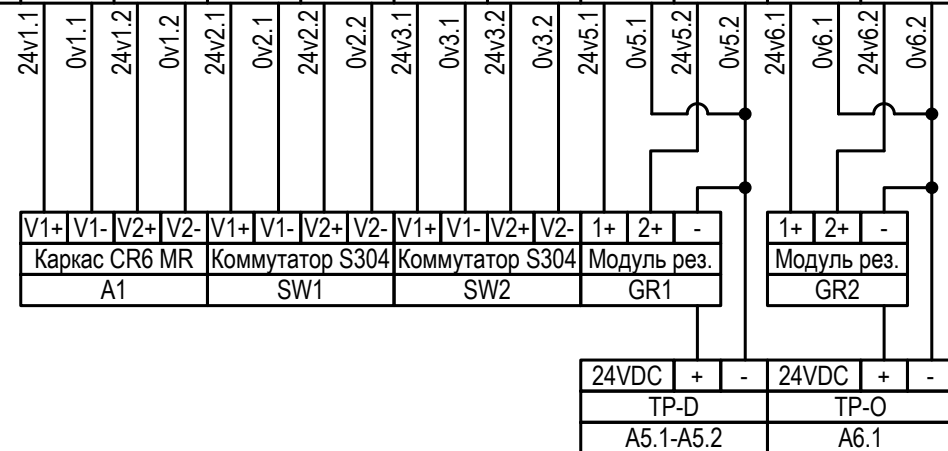 24v1.1 0v1.1 24v1.2 0v1.2 24v2.1 0v2.1 24v2.2 0v2.2 24v3.1 0v3.1 24v3.2 0v3.2 24v5.1 0v5.1 24v5.2 0v5.2 24v6.1 0v6.1 24v6.2 0v6.2
V1+ V1- V2+ V2- V1+ V1- V2+ V2- V1+ V1- V2+ V2- 1+ 2+ - 1+ 2+ -
Каркас CR6 MR Коммутатор S304 Коммутатор S304 Модуль рез. Модуль рез.
A1 SW1 SW2 GR1 GR2
24VDC + - 24VDC + -
TP-D TP-O
A5.1-A5.2 A6.1